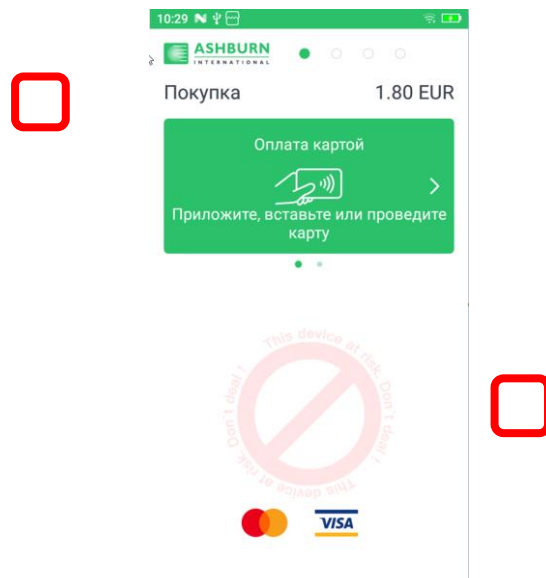 10:29
ASHBURN
INTERNATIONAL
Покупка 1.80 EUR
Оплата картой
Приложите, вставьте или проведите
карту
This device at risk. Don't deal !
This device at risk. Don't deal !
VISA